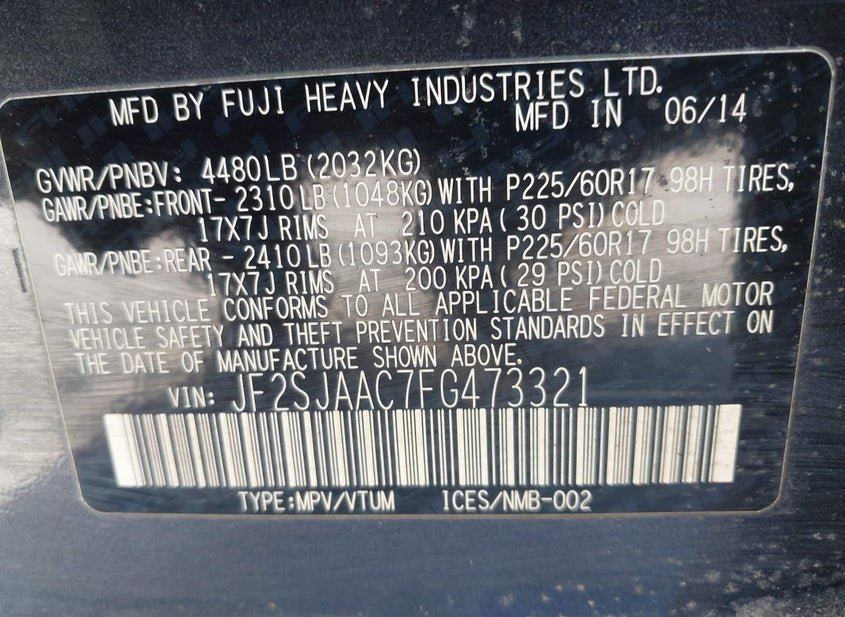 MFD BY FUJI HEAVY INDUSTRIES LTD.
MFD IN 06/14
GVWR/PNBV: 4480LB(2032KG)
GAWR/PNBE:FRONT- 2310LB(1048KG)WITH P225/60R17 98H TIRES,
17X7J RIMS AT 210 KPA( 30 PSI)COLD
GAWR/PNBE:REAR - 2410LB(1093KG)WITH P225/60R17 98H TIRES,
17X7J RIMS AT 200 KPA( 29 PSI)COLD
THIS VEHICLE CONFORMS TO ALL APPLICABLE FEDERAL MOTOR
VEHICLE SAFETY AND THEFT PREVENTION STANDARDS IN EFFECT ON
THE DATE OF MANUFACTURE SHOWN ABOVE.
VIN: JF2SJAAC7FG473321
TYPE:MPV/VTUM ICES/NMB-002